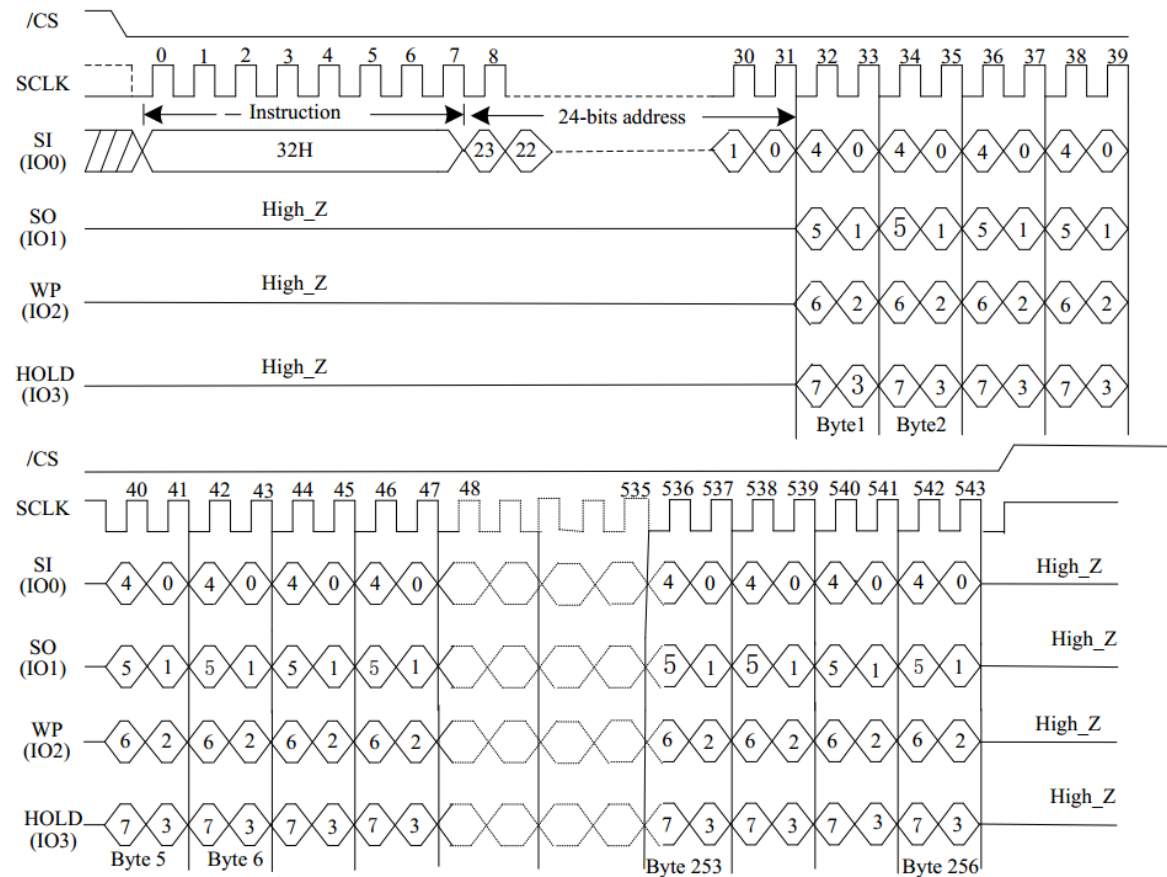 /CS
0 1 2 3 4 5 6 7 8 30 31 32 33 34 35 36 37 38 39
SCLK
Instruction 24-bits address
SI
(IO0)
32H 23 22 1 0 4 0 4 0 4 0 4 0
SO
(IO1)
High_Z 5 1 5 1 5 1 5 1
WP
(IO2)
High_Z 6 2 6 2 6 2 6 2
HOLD
(IO3)
High_Z 7 3 7 3 7 3 7 3
Byte1 Byte2
/CS
40 41 42 43 44 45 46 47 48 535 536 537 538 539 540 541 542 543
SCLK
SI
(IO0)
4 0 4 0 4 0 4 0 4 0 4 0 4 0 4 0 High_Z
SO
(IO1)
5 1 5 1 5 1 5 1 5 1 5 1 5 1 5 1 High_Z
WP
(IO2)
6 2 6 2 6 2 6 2 6 2 6 2 6 2 6 2 High_Z
HOLD
(IO3)
7 3 7 3 7 3 7 3 7 3 7 3 7 3 7 3 High_Z
Byte 5 Byte 6 Byte 253 Byte 256